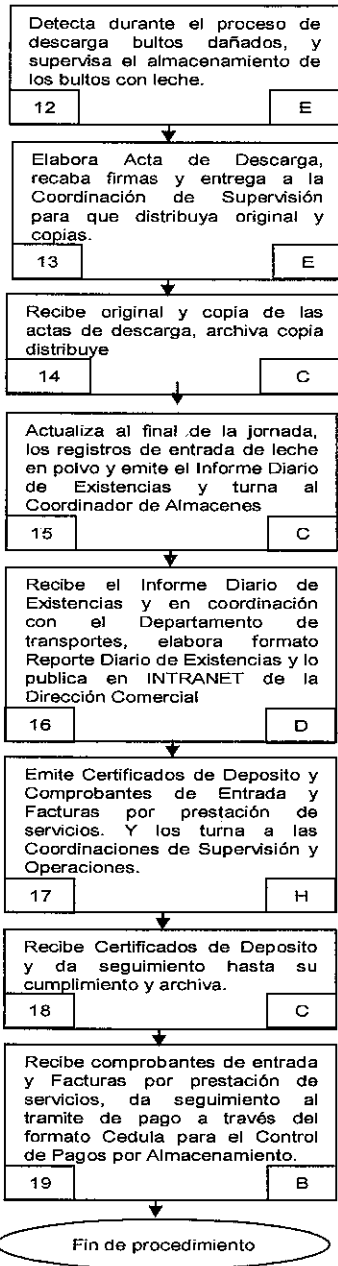 Detecta durante el proceso de
descarga bultos dañados, y
supervisa el almacenamiento de
los bultos con leche.
12 E
Elabora Acta de Descarga,
recaba firmas y entrega a la
Coordinación de Supervisión
para que distribuya original y
copias.
13 E
Recibe original y copia de las
actas de descarga, archiva copia
distribuye
14 C
Actualiza al final de la jornada,
los registros de entrada de leche
en polvo y emite el Informe Diario
de Existencias y turna al
Coordinador de Almacenes
15 C
Recibe el Informe Diario de
Existencias y en coordinación
con el Departamento de
transportes, elabora formato
Reporte Diario de Existencias y lo
publica en INTRANET de la
Dirección Comercial
16 D
Emite Certificados de Deposito y
Comprobantes de Entrada y
Facturas por prestación de
servicios. Y los turna a las
Coordinaciones de Supervisión y
Operaciones.
17 H
Recibe Certificados de Deposito
y da seguimiento hasta su
cumplimiento y archiva.
18 C
Recibe comprobantes de entrada
y Facturas por prestación de
servicios, da seguimiento al
tramite de pago a través del
formato Cedula para el Control
de Pagos por Almacenamiento.
19 B
Fin de procedimiento